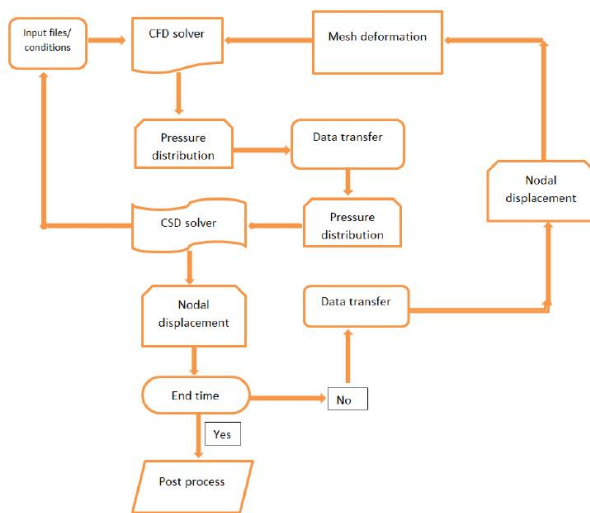 Input files/
conditions
CFD solver
Mesh deformation
Pressure
distribution
Data transfer
Nodal
displacement
CSD solver
Pressure
distribution
Nodal
displacement
Data transfer
End time
No
Yes
Post process